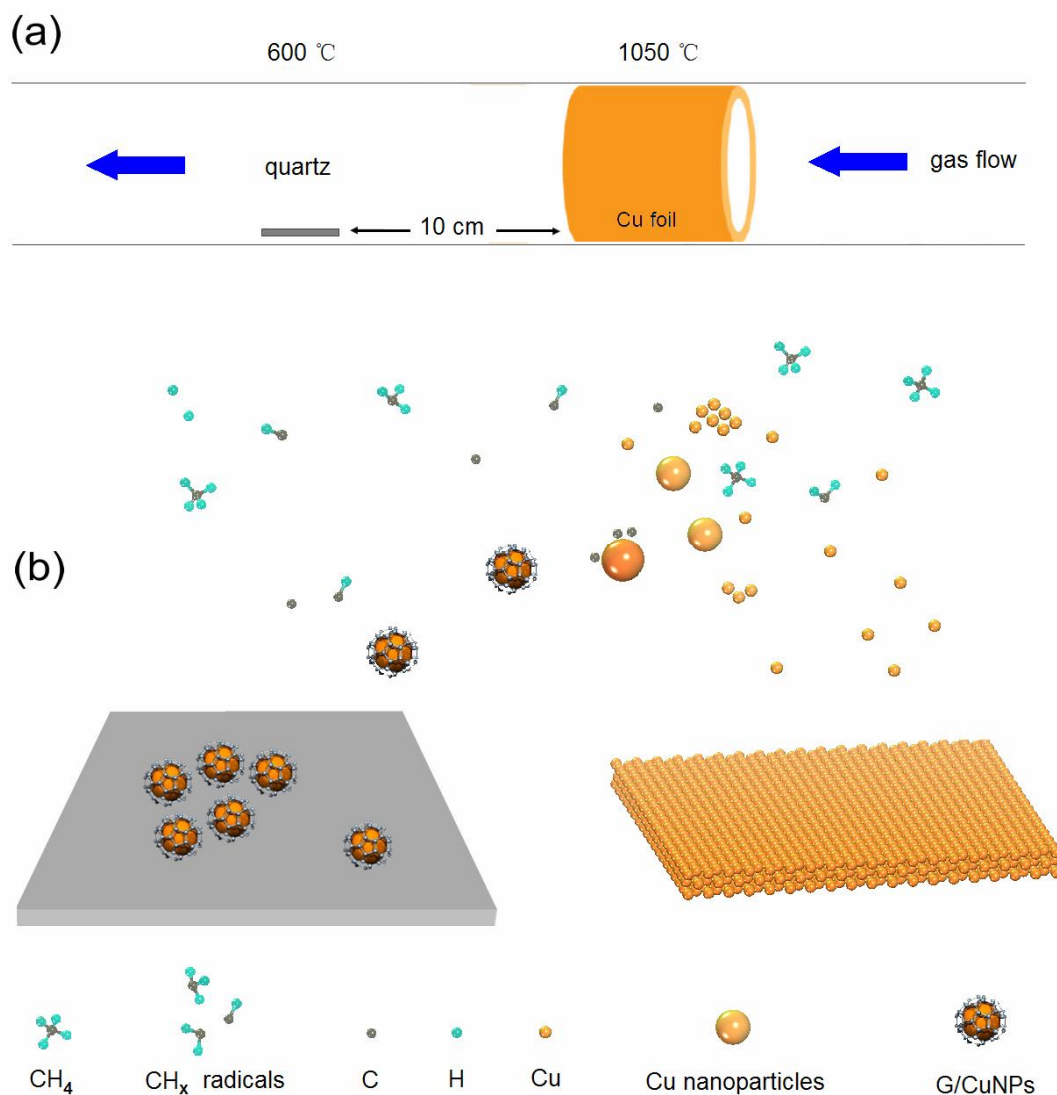 (a)
600 ℃ 1050 ℃
quartz
gas flow
10 cm
Cu foil
(b)
CH₄ CHₓ radicals C H Cu Cu nanoparticles G/CuNPs